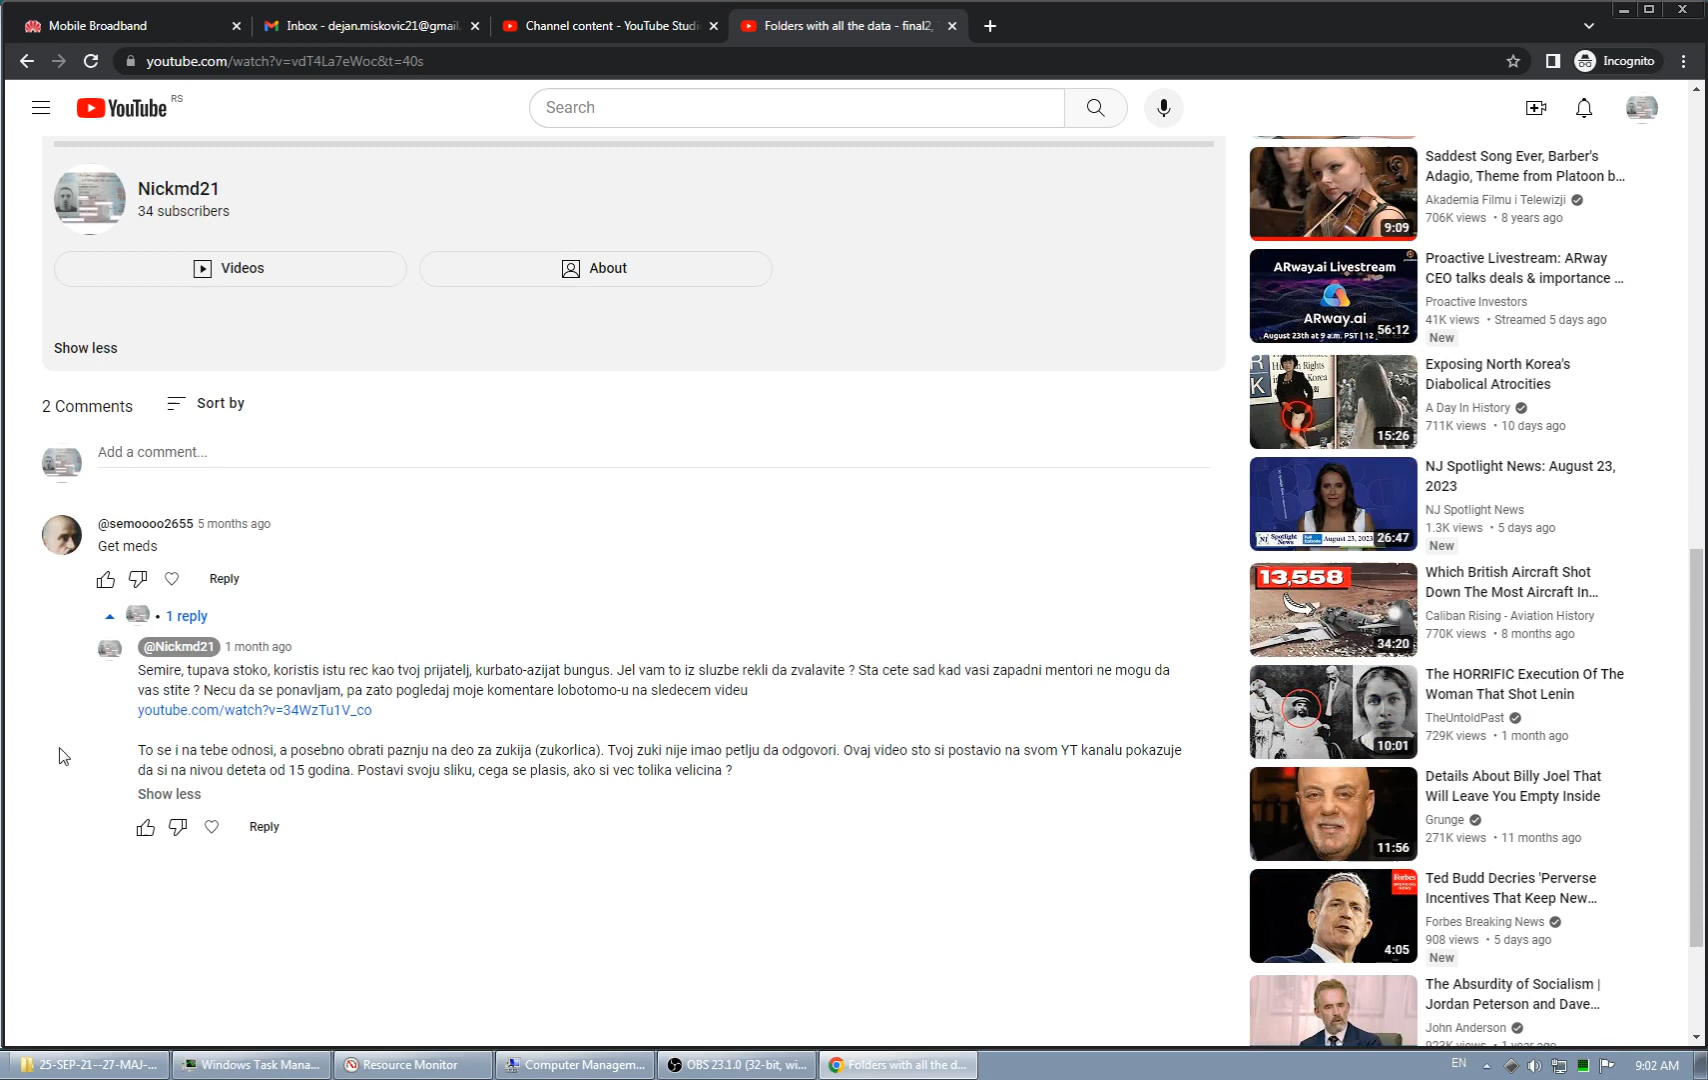 Mobile Broadband
Inbox - dejan.miskovic21@gmail.
Channel content - YouTube Studi
Folders with all the data - final2,
youtube.com/watch?v=vdT4La7eWoc&t=40s
Incognito
YouTube RS
Search
Nickmd21
34 subscribers
Videos
About
Show less
2 Comments
Sort by
Add a comment...
@semoooo2655 5 months ago
Get meds
Reply
• 1 reply
@Nickmd21 1 month ago
Semire, tupava stoko, koristis istu rec kao tvoj prijatelj, kurbato-azijat bungus. Jel vam to iz sluzbe rekli da zvalavite ? Sta cete sad kad vasi zapadni mentori ne mogu da
vas stite ? Necu da se ponavljam, pa zato pogledaj moje komentare lobotomo-u na sledecem videu
youtube.com/watch?v=34WzTu1V_co
To se i na tebe odnosi, a posebno obrati paznju na deo za zukija (zukorlica). Tvoj zuki nije imao petlju da odgovori. Ovaj video sto si postavio na svom YT kanalu pokazuje
da si na nivou deteta od 15 godina. Postavi svoju sliku, cega se plasis, ako si vec tolika velicina ?
Show less
Reply
9:09
Saddest Song Ever, Barber's
Adagio, Theme from Platoon b...
Akademia Filmu i Telewizji
706K views • 8 years ago
ARway.ai Livestream
ARway.ai
August 23th at 9 a.m. PST | 12
56:12
Proactive Livestream: ARway
CEO talks deals & importance ...
Proactive Investors
41K views • Streamed 5 days ago
New
Rights
Korea
15:26
Exposing North Korea's
Diabolical Atrocities
A Day In History
711K views • 10 days ago
NJ Spotlight News
August 23, 2023
26:47
NJ Spotlight News: August 23,
2023
NJ Spotlight News
1.3K views • 5 days ago
New
13,558
34:20
Which British Aircraft Shot
Down The Most Aircraft In...
Caliban Rising - Aviation History
770K views • 8 months ago
10:01
The HORRIFIC Execution Of The
Woman That Shot Lenin
TheUntoldPast
729K views • 1 month ago
11:56
Details About Billy Joel That
Will Leave You Empty Inside
Grunge
271K views • 11 months ago
Forbes
4:05
Ted Budd Decries 'Perverse
Incentives That Keep New...
Forbes Breaking News
908 views • 5 days ago
New
The Absurdity of Socialism |
Jordan Peterson and Dave...
John Anderson
25-SEP-21--27-MAJ-...
Windows Task Mana...
Resource Monitor
Computer Managem...
OBS 23.1.0 (32-bit, wi...
Folders with all the d...
EN
9:02 AM